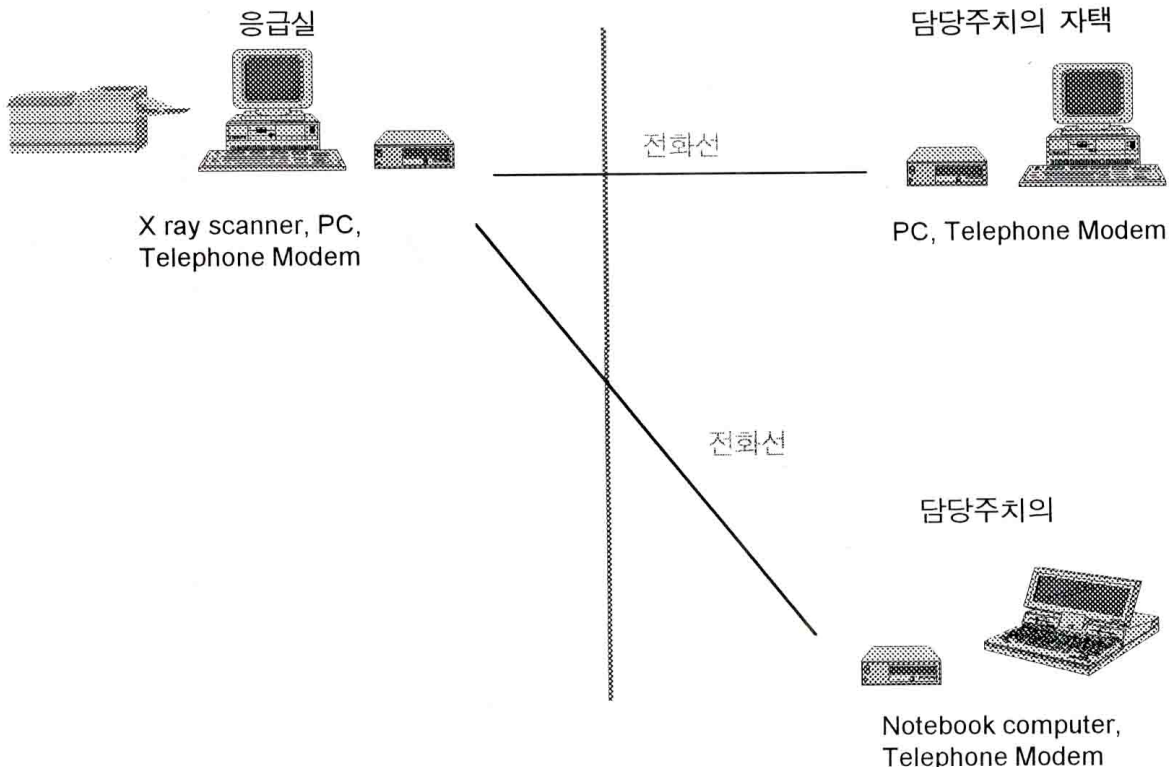 응급실
담당주치의 자택
전화선
X ray scanner, PC,
Telephone Modem
PC, Telephone Modem
전화선
담당주치의
Notebook computer,
Telephone Modem